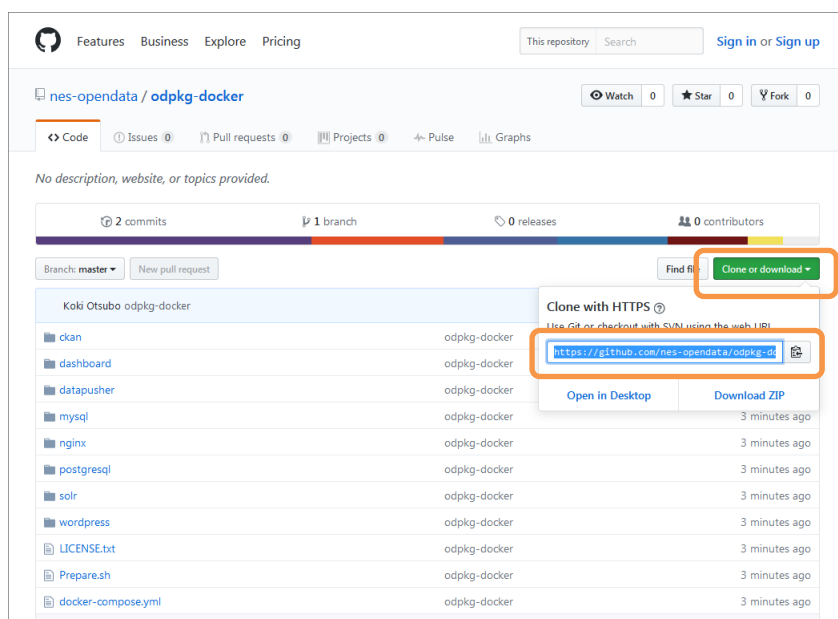 Features Business Explore Pricing This repository Search Sign in or Sign up
nes-opendata / odpkg-docker Watch 0 Star 0 Fork 0
<> Code Issues 0 Pull requests 0 Projects 0 Pulse Graphs
No description, website, or topics provided.
2 commits 1 branch 0 releases 0 contributors
Branch: master New pull request Find file Clone or download
Koki Otsubo odpkg-docker
Clone with HTTPS
Use Git or checkout with SVN using the web URL.
https://github.com/nes-opendata/odpkg-do
Open in Desktop Download ZIP
ckan odpkg-docker
dashboard odpkg-docker
datapusher odpkg-docker
mysql odpkg-docker 3 minutes ago
nginx odpkg-docker 3 minutes ago
postgresql odpkg-docker 3 minutes ago
solr odpkg-docker 3 minutes ago
wordpress odpkg-docker 3 minutes ago
LICENSE.txt odpkg-docker 3 minutes ago
Prepare.sh odpkg-docker 3 minutes ago
docker-compose.yml odpkg-docker 3 minutes ago